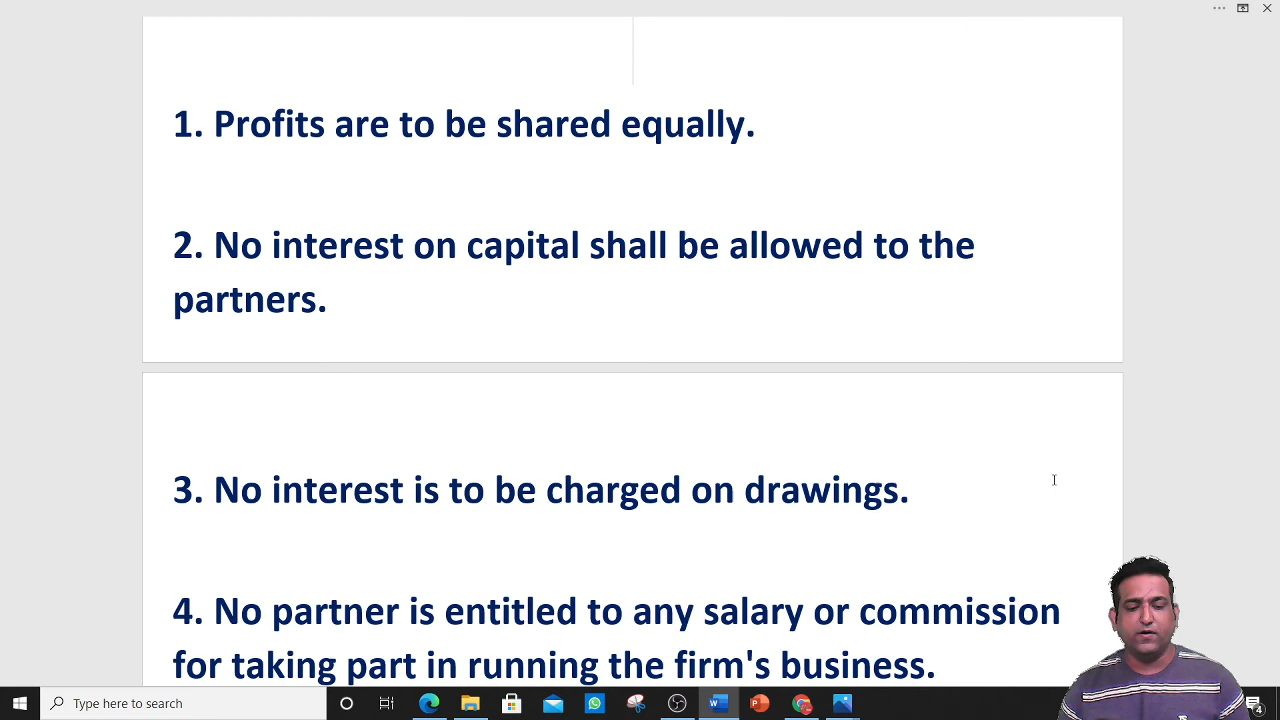 1. Profits are to be shared equally.
2. No interest on capital shall be allowed to the
partners.
3. No interest is to be charged on drawings.
4. No partner is entitled to any salary or commission
for taking part in running the firm's business.
Type here to search
4